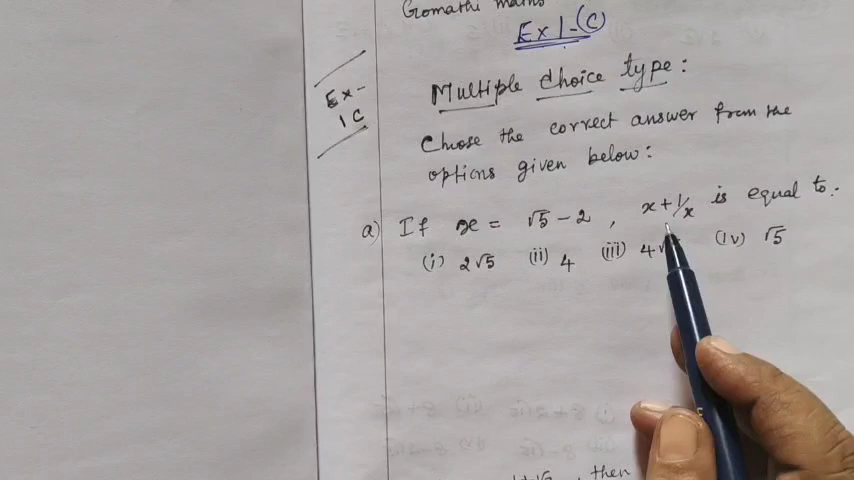 Gomathi maths
Ex 1-(C)
Ex-
1C
Multiple choice type:
Choose the correct answer from the
options given below:
a) If x = √5 - 2 , x + 1/x is equal to:
(i) 2√5 (ii) 4 (iii) 4√ (iv) √5
then